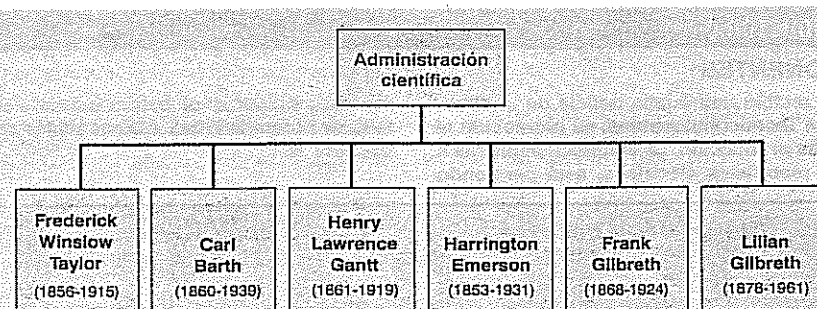 Administración
científica
Frederick
Winslow
Taylor
(1856-1915)
Carl
Barth
(1860-1939)
Henry
Lawrence
Gantt
(1861-1919)
Harrington
Emerson
(1853-1931)
Frank
Gilbreth
(1868-1924)
Lilian
Gilbreth
(1878-1961)